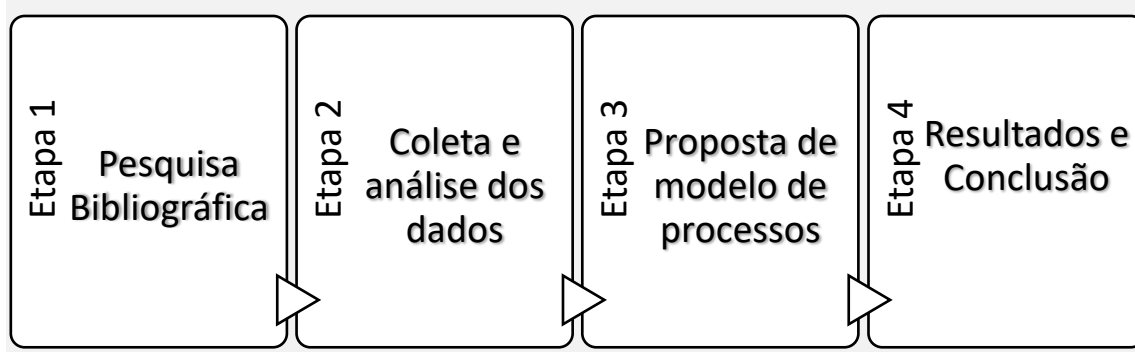 Etapa 1
Pesquisa
Bibliográfica
Etapa 2
Coleta e
análise dos
dados
Etapa 3
Proposta de
modelo de
processos
Etapa 4
Resultados e
Conclusão